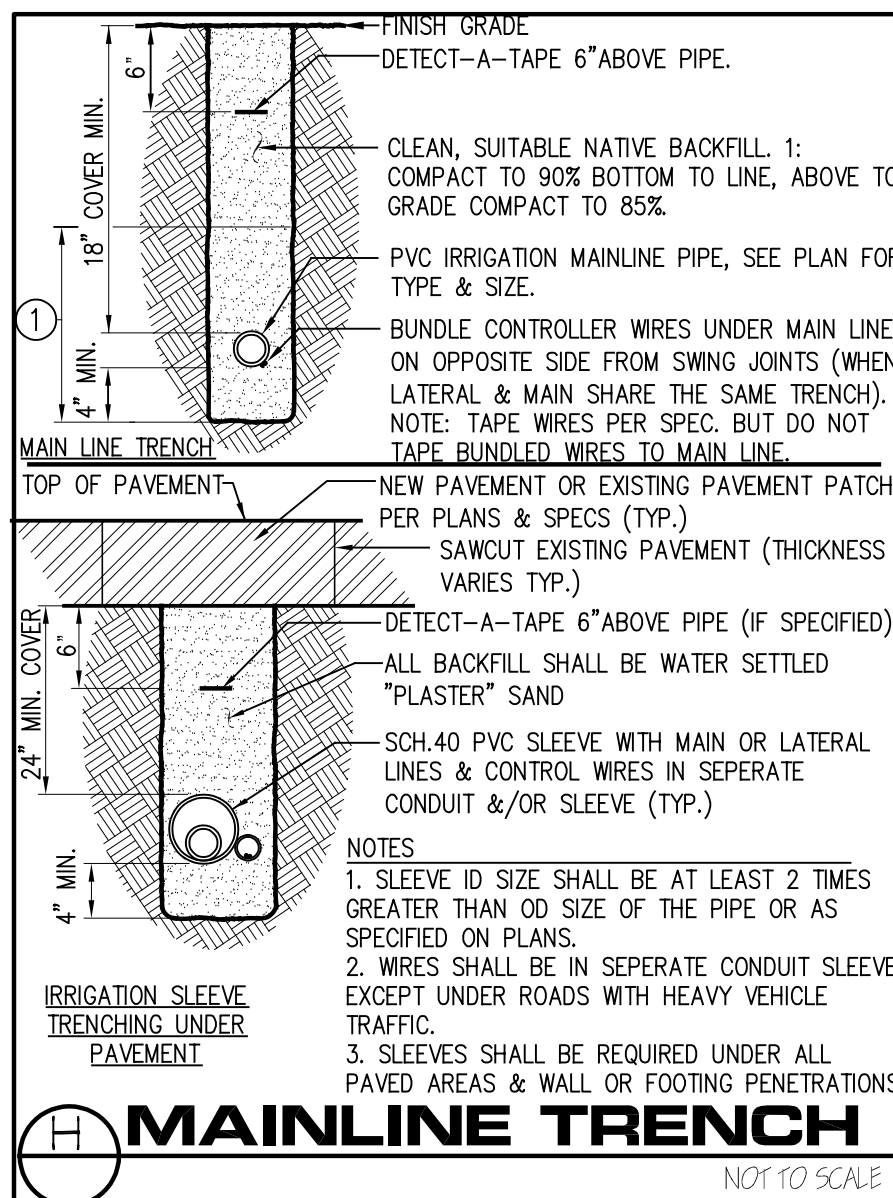 FINISH GRADE
DETECT-A-TAPE 6"ABOVE PIPE.
6"
18" COVER MIN.
CLEAN, SUITABLE NATIVE BACKFILL. 1:
COMPACT TO 90% BOTTOM TO LINE, ABOVE TO
GRADE COMPACT TO 85%.
PVC IRRIGATION MAINLINE PIPE, SEE PLAN FOR
TYPE & SIZE.
1
4" MIN.
BUNDLE CONTROLLER WIRES UNDER MAIN LINE
ON OPPOSITE SIDE FROM SWING JOINTS (WHEN
LATERAL & MAIN SHARE THE SAME TRENCH).
NOTE: TAPE WIRES PER SPEC. BUT DO NOT
TAPE BUNDLED WIRES TO MAIN LINE.
MAIN LINE TRENCH
TOP OF PAVEMENT
NEW PAVEMENT OR EXISTING PAVEMENT PATCH
PER PLANS & SPECS (TYP.)
SAWCUT EXISTING PAVEMENT (THICKNESS
VARIES TYP.)
24" MIN. COVER
6"
DETECT-A-TAPE 6"ABOVE PIPE (IF SPECIFIED)
ALL BACKFILL SHALL BE WATER SETTLED
"PLASTER" SAND
SCH.40 PVC SLEEVE WITH MAIN OR LATERAL
LINES & CONTROL WIRES IN SEPERATE
CONDUIT &/OR SLEEVE (TYP.)
4" MIN.
NOTES
1. SLEEVE ID SIZE SHALL BE AT LEAST 2 TIMES
GREATER THAN OD SIZE OF THE PIPE OR AS
SPECIFIED ON PLANS.
2. WIRES SHALL BE IN SEPERATE CONDUIT SLEEVE
EXCEPT UNDER ROADS WITH HEAVY VEHICLE
TRAFFIC.
3. SLEEVES SHALL BE REQUIRED UNDER ALL
PAVED AREAS & WALL OR FOOTING PENETRATIONS
IRRIGATION SLEEVE
TRENCHING UNDER
PAVEMENT
H
MAINLINE TRENCH
NOT TO SCALE